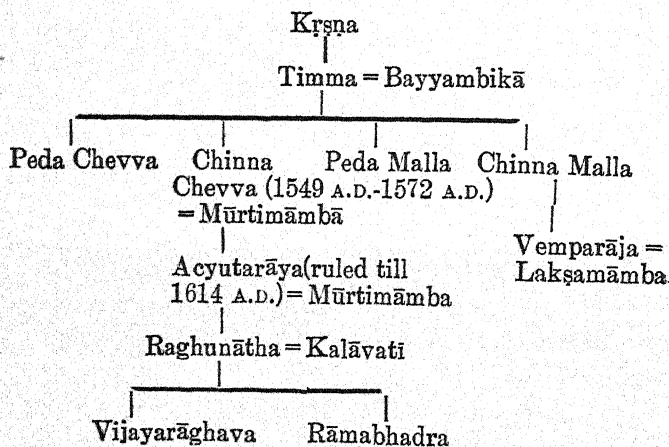 Kṛṣṇa
Timma = Bayyambikā
Peda Chevva Chinna Peda Malla Chinna Malla
Chevva (1549 A.D.-1572 A.D.)
= Mūrtimāmbā
Vemparāja =
Lakṣamāmba
Acyutarāya(ruled till
1614 A.D.)= Mūrtimāmba
Raghunātha = Kalāvatī
Vijayarāghava Rāmabhadra